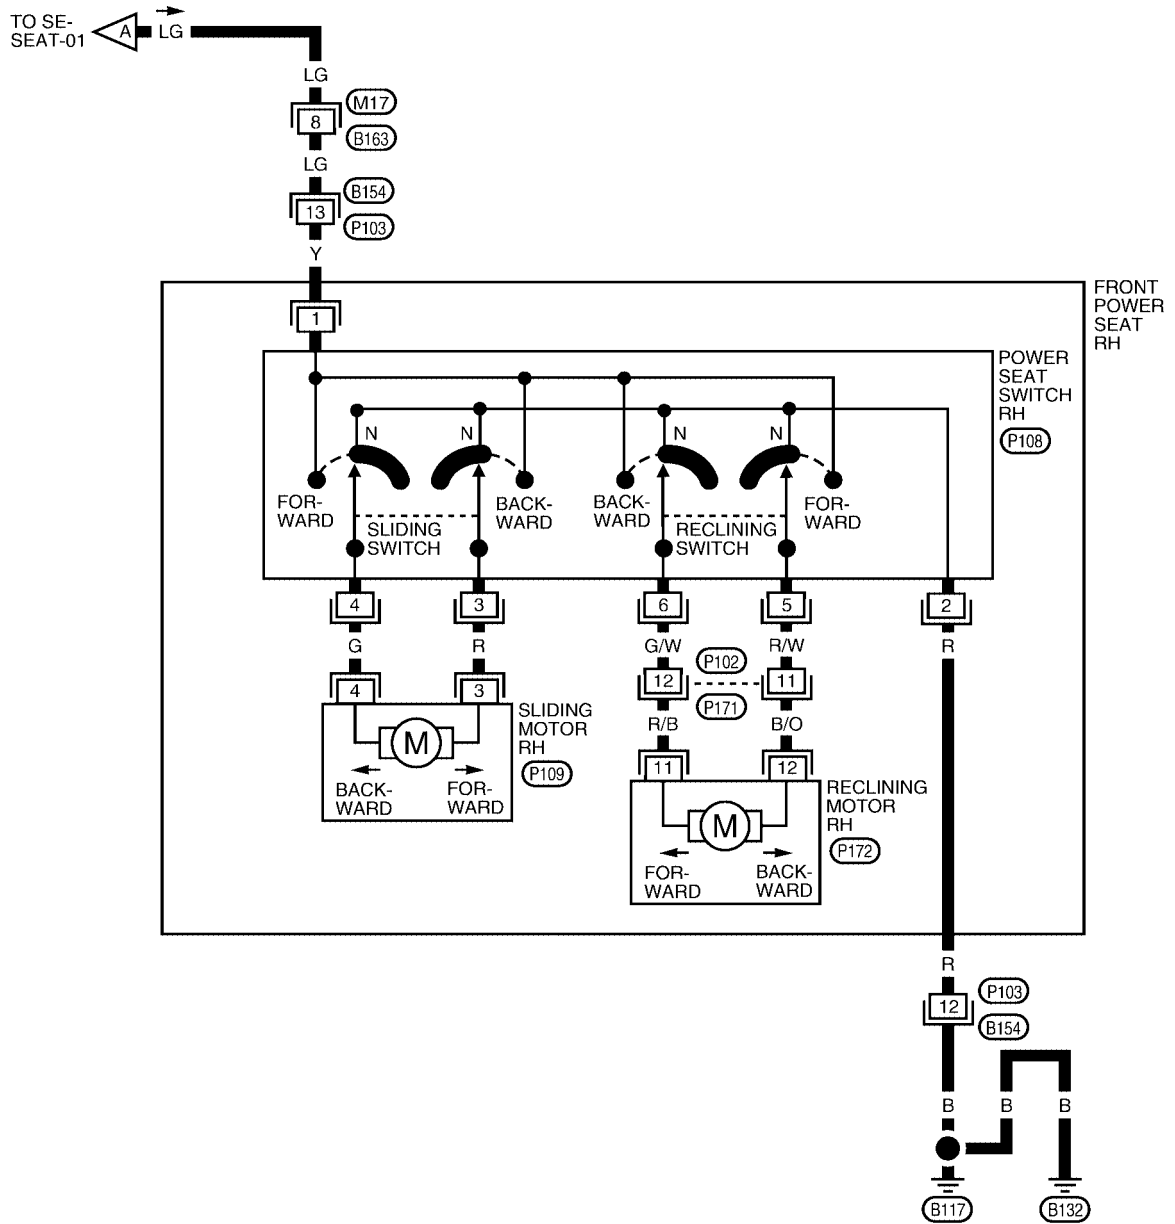 TO SE-
SEAT-01
A
LG
LG
8
M17
B163
LG
13
B154
P103
Y
1
FRONT
POWER
SEAT
RH
POWER
SEAT
SWITCH
RH
P108
N
N
N
N
FOR-
WARD
BACK-
WARD
BACK-
WARD
FOR-
WARD
SLIDING
SWITCH
RECLINING
SWITCH
4
3
6
5
2
G
R
G/W
R/W
R
4
3
12
11
P102
P171
R/B
B/O
SLIDING
MOTOR
RH
P109
M
BACK-
WARD
FOR-
WARD
11
12
RECLINING
MOTOR
RH
P172
M
FOR-
WARD
BACK-
WARD
R
12
P103
B154
B
B
B
B117
B132